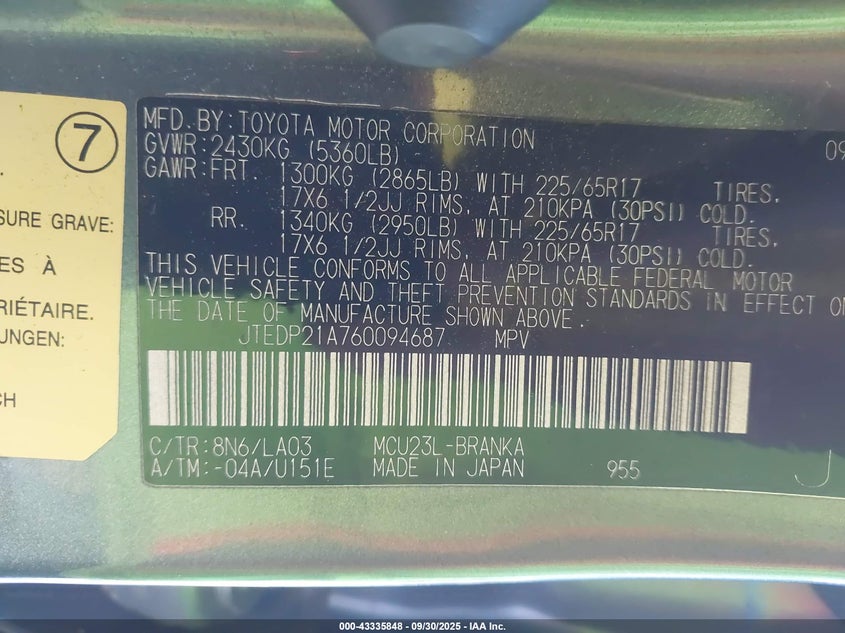 7
SURE GRAVE:
ES À
RIÉTAIRE.
UNGEN:
CH
MFD.BY:TOYOTA MOTOR CORPORATION 09
GVWR:2430KG (5360LB)
GAWR:FRT. 1300KG (2865LB) WITH 225/65R17 TIRES,
17X6 1/2JJ RIMS, AT 210KPA (30PSI) COLD.
RR. 1340KG (2950LB) WITH 225/65R17 TIRES,
17X6 1/2JJ RIMS, AT 210KPA (30PSI) COLD.
THIS VEHICLE CONFORMS TO ALL APPLICABLE FEDERAL MOTOR
VEHICLE SAFETY AND THEFT PREVENTION STANDARDS IN EFFECT ON
THE DATE OF MANUFACTURE SHOWN ABOVE.
JTEDP21A760094687 MPV
C/TR:8N6/LA03 MCU23L-BRANKA
A/TM:-04A/U151E MADE IN JAPAN 955 J
000-43335848 - 09/30/2025 - IAA Inc.